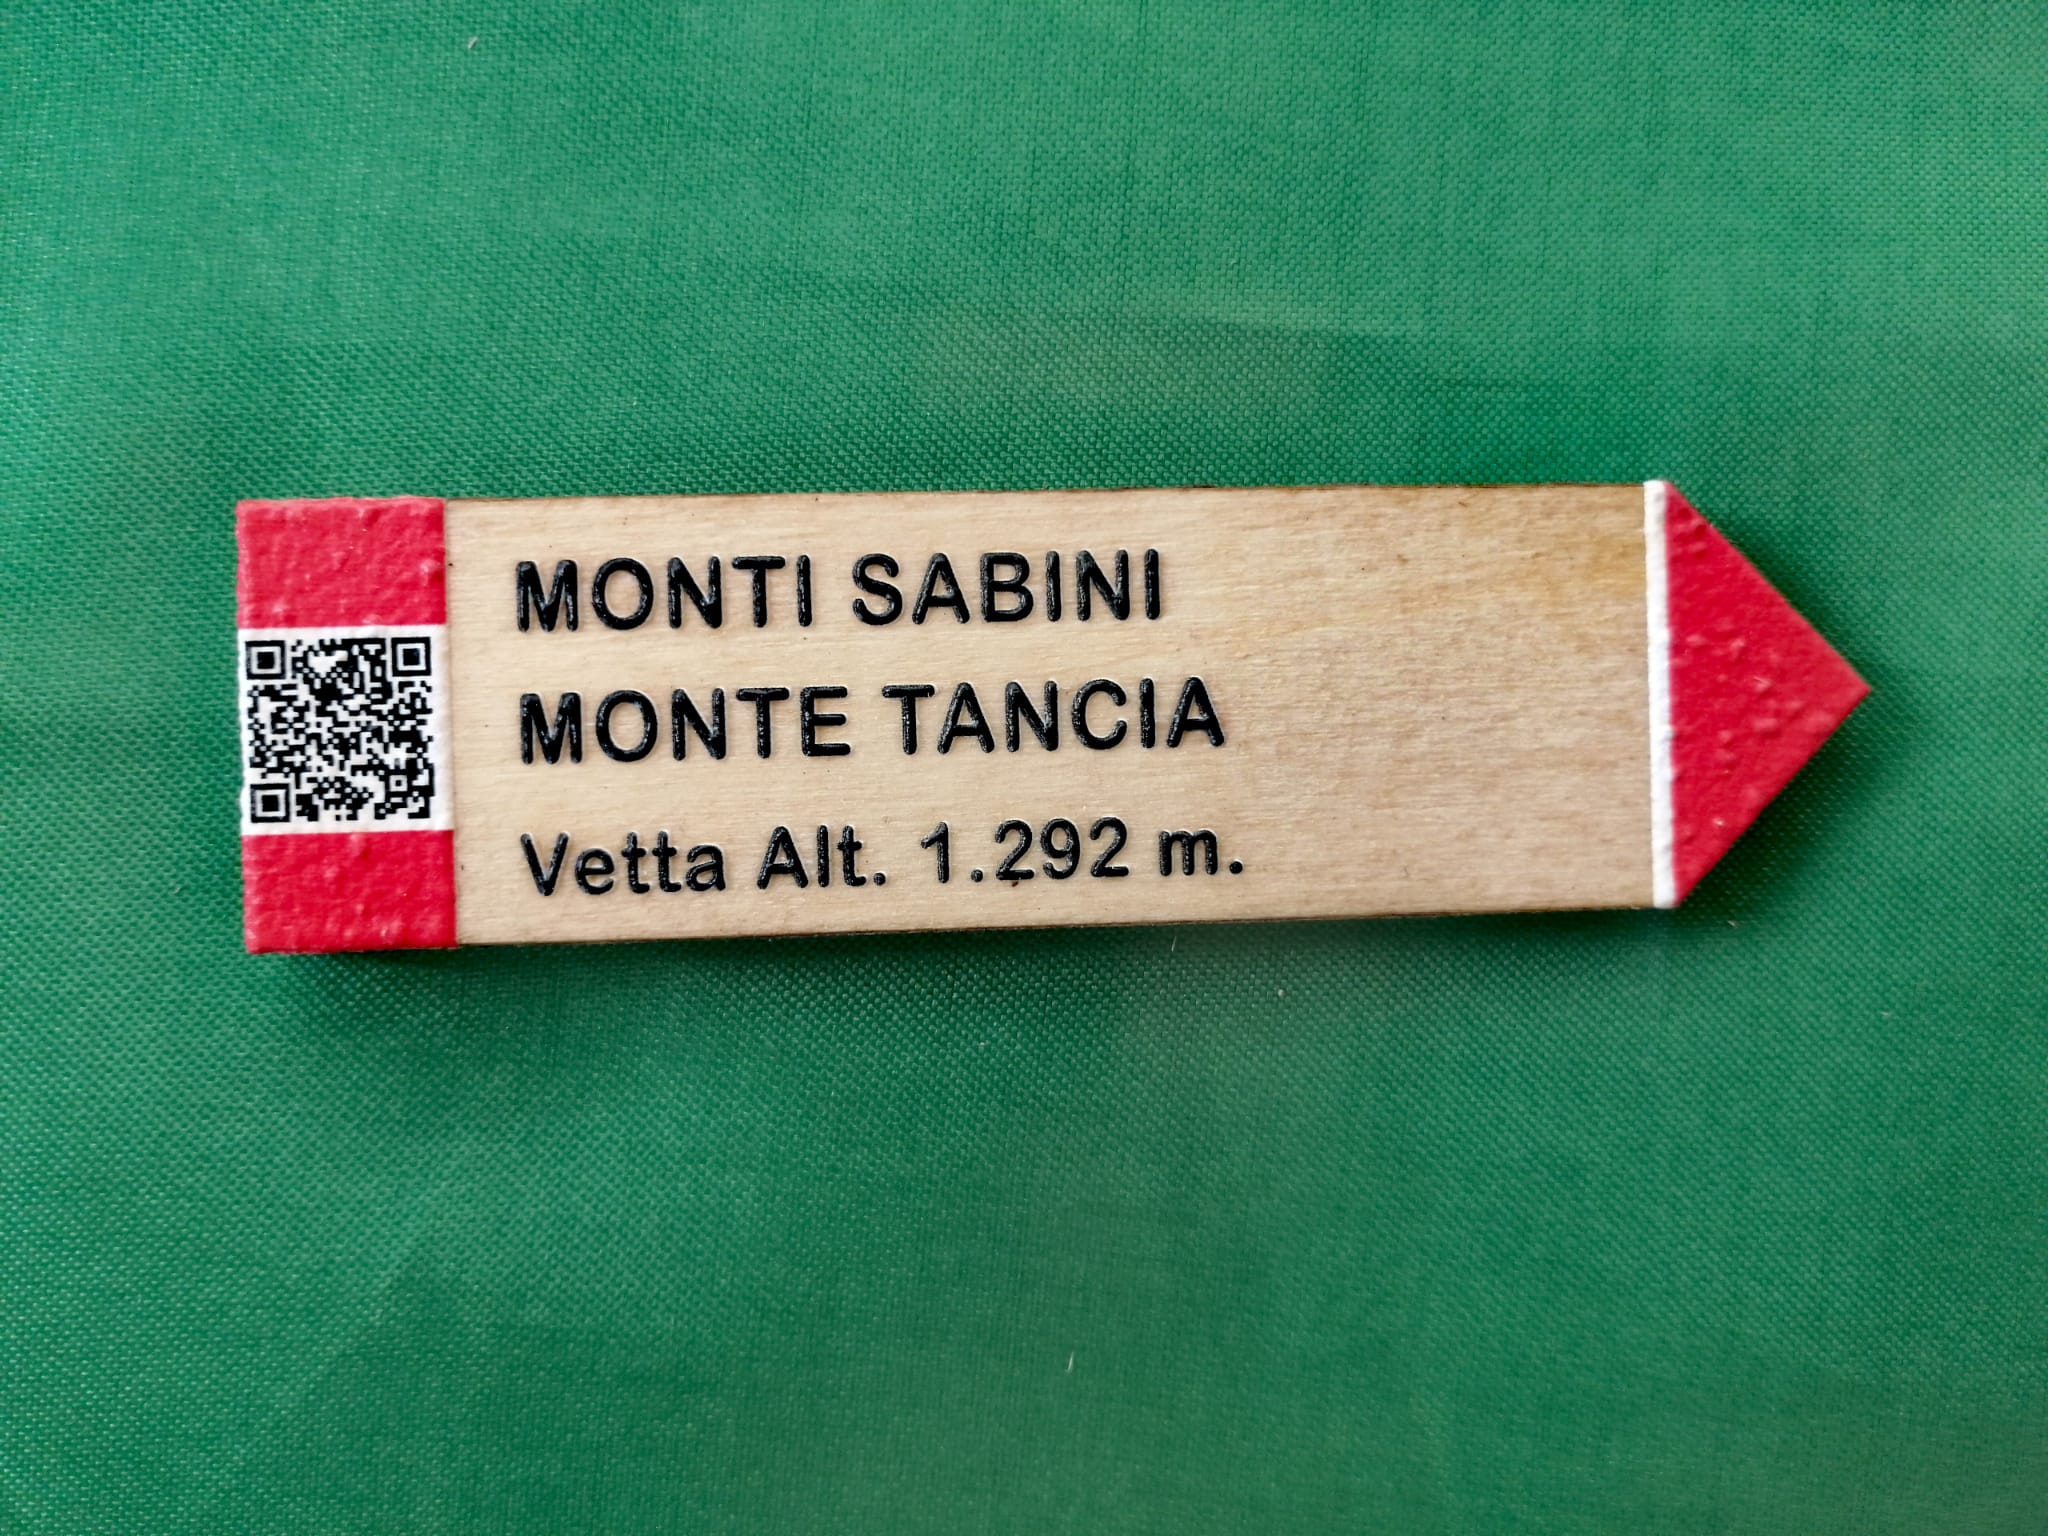 MONTI SABINI
MONTE TANCIA
Vetta Alt. 1.292 m.